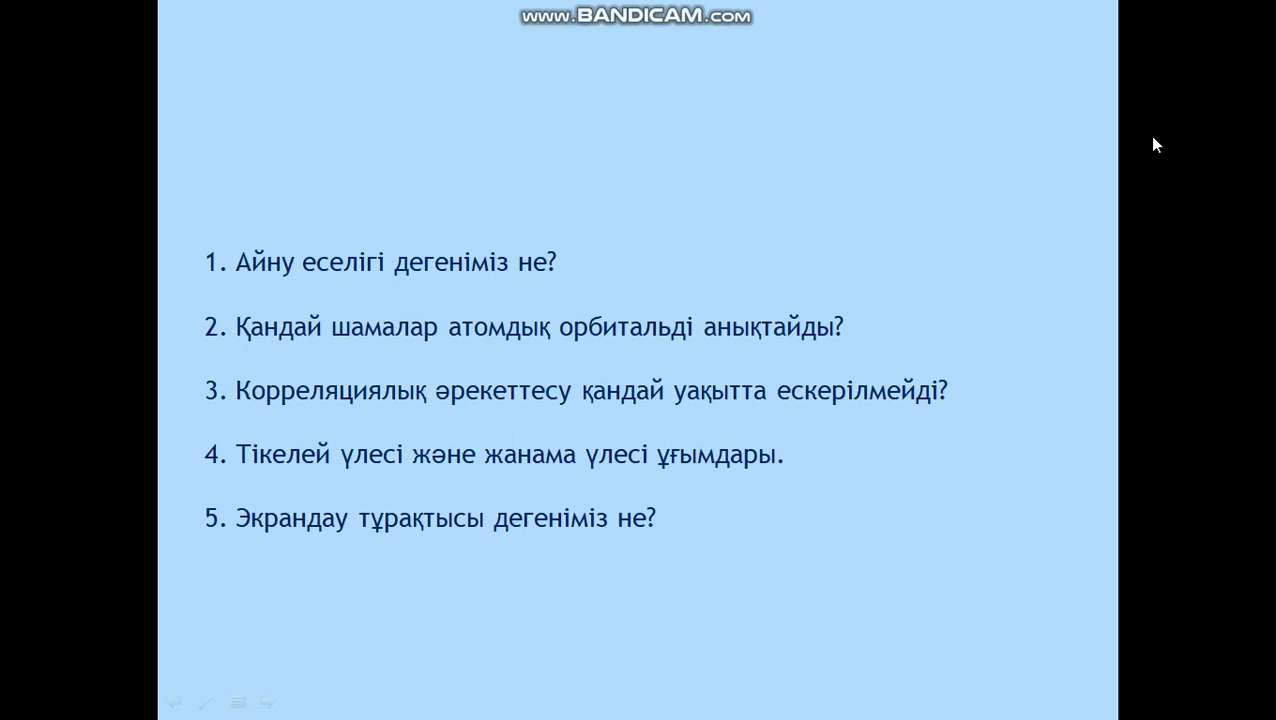 www.BANDICAM.com
1. Айну еселігі дегеніміз не?
2. Қандай шамалар атомдық орбитальді анықтайды?
3. Корреляциялық әрекеттесу қандай уақытта ескерілмейді?
4. Тікелей үлесі және жанама үлесі ұғымдары.
5. Экрандау тұрақтысы дегеніміз не?